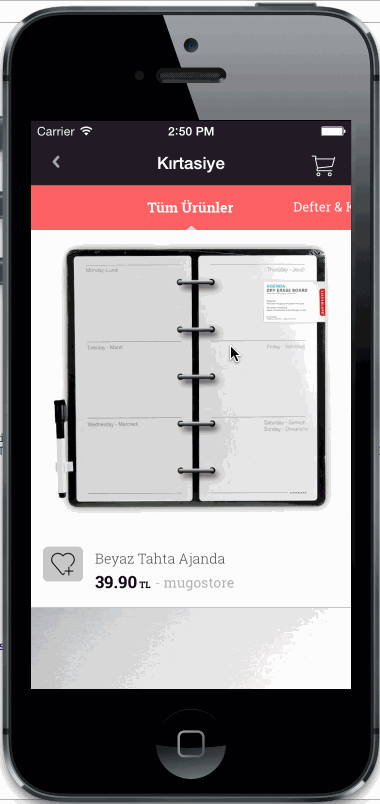 Carrier 2:50 PM
Kırtasiye
Tüm Ürünler Defter & K
Monday-Lundi Thursday - Jeudi
AGENDA
DRY ERASE BOARD
Tuesday - Mardi Friday - Vendredi
Wednesday - Mercredi Saturday - Samedi
Sunday - Dimanche
Beyaz Tahta Ajanda
39.90 TL - mugostore